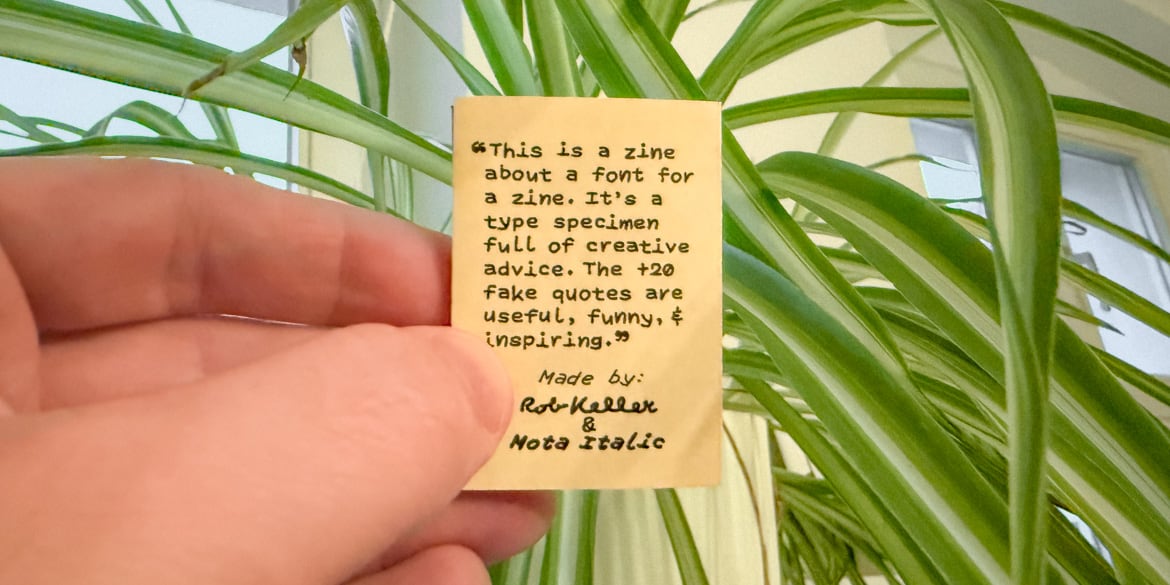 “This is a zine
about a font for
a zine. It’s a
type specimen
full of creative
advice. The +20
fake quotes are
useful, funny, &
inspiring.”
Made by:
Rob Keller
&
Mota Italic